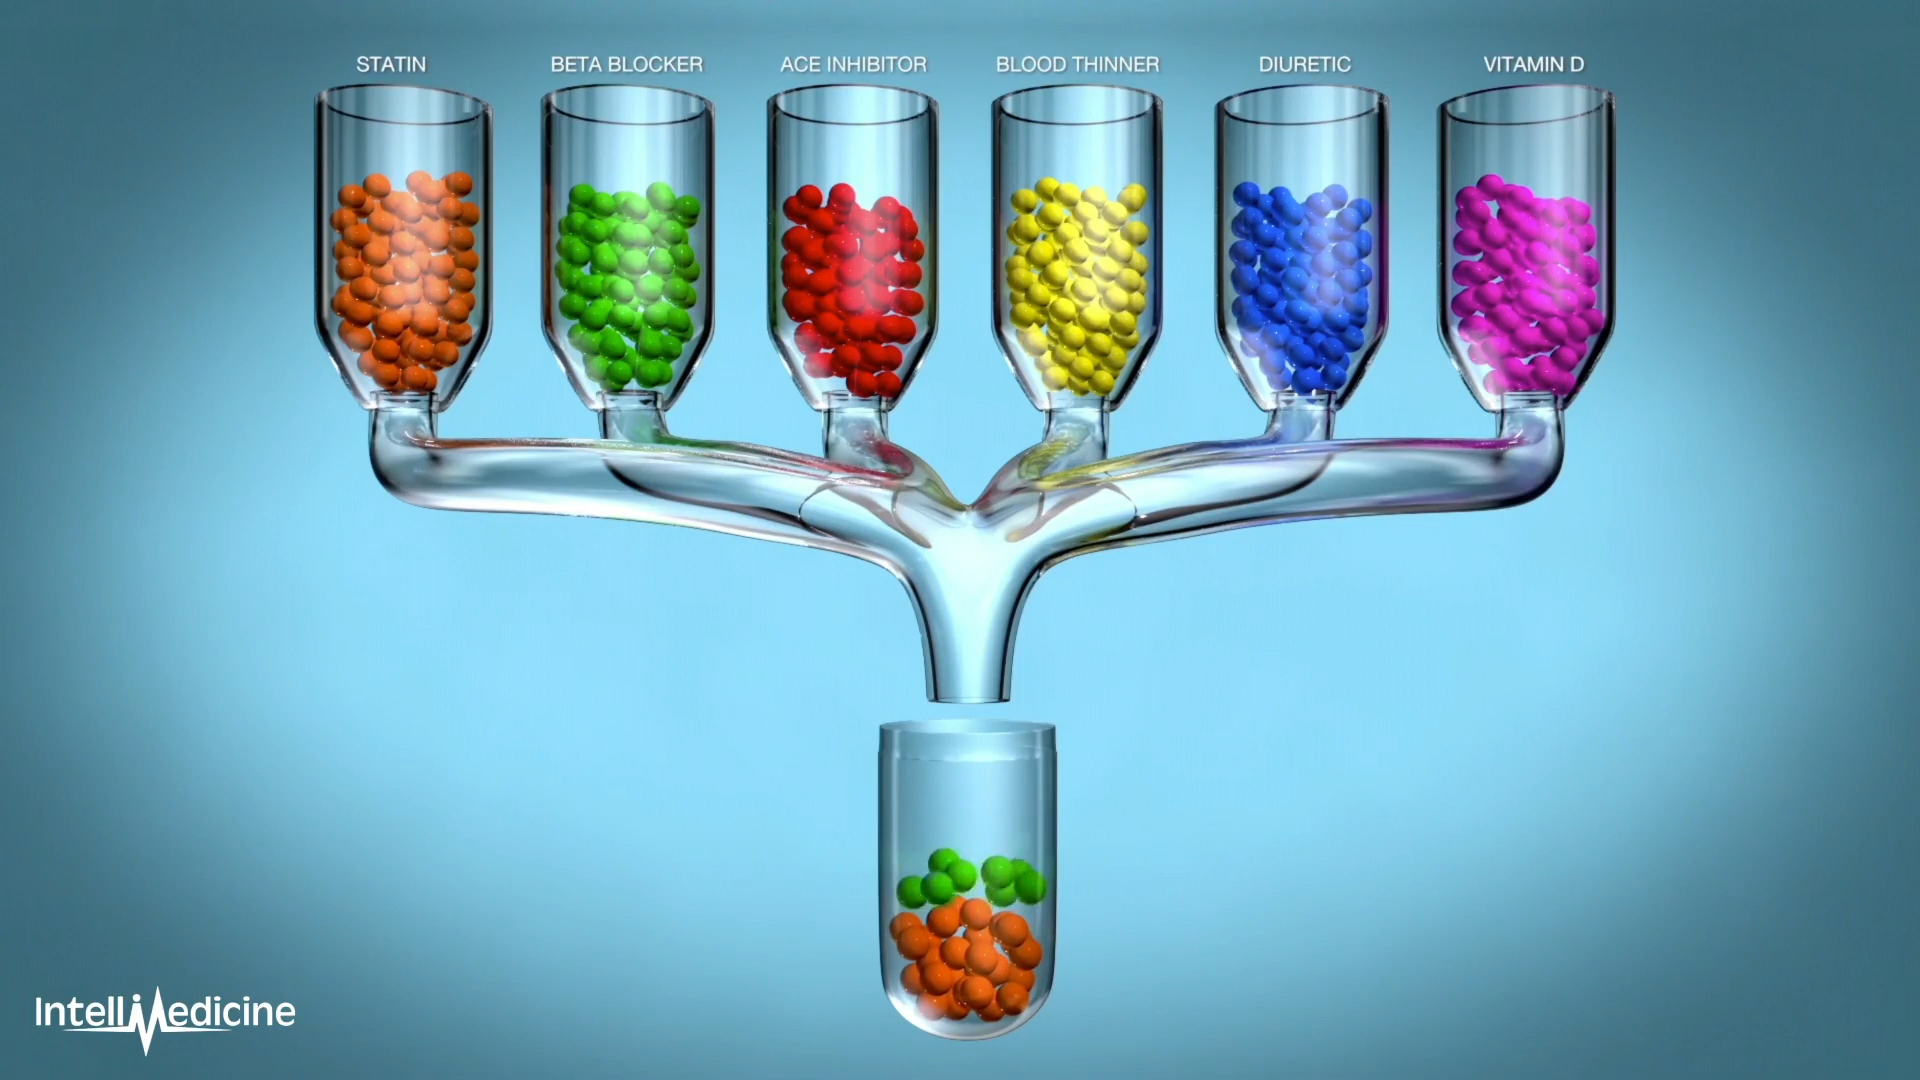 STATIN
BETA BLOCKER
ACE INHIBITOR
BLOOD THINNER
DIURETIC
VITAMIN D
IntelliMedicine